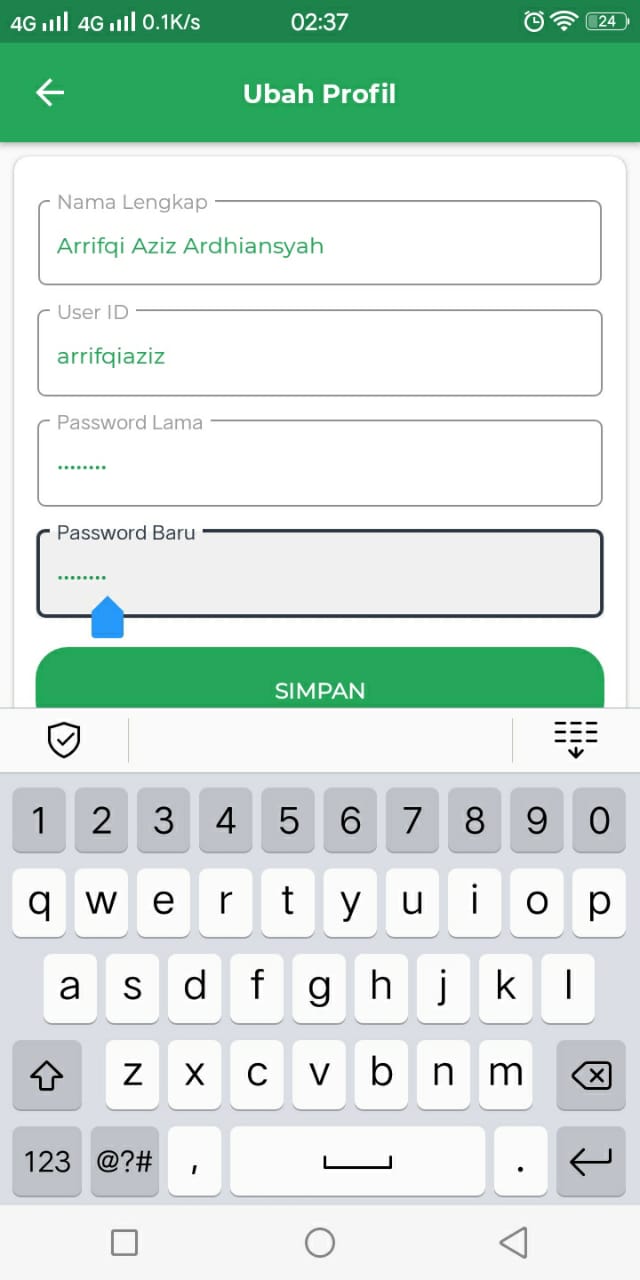 4G 4G 0.1K/s 02:37 24
Ubah Profil
Nama Lengkap
Arrifqi Aziz Ardhiansyah
User ID
arrifqiaziz
Password Lama
........
Password Baru
........
SIMPAN
1 2 3 4 5 6 7 8 9 0
q w e r t y u i o p
a s d f g h j k l
z x c v b n m
123 @?# , .